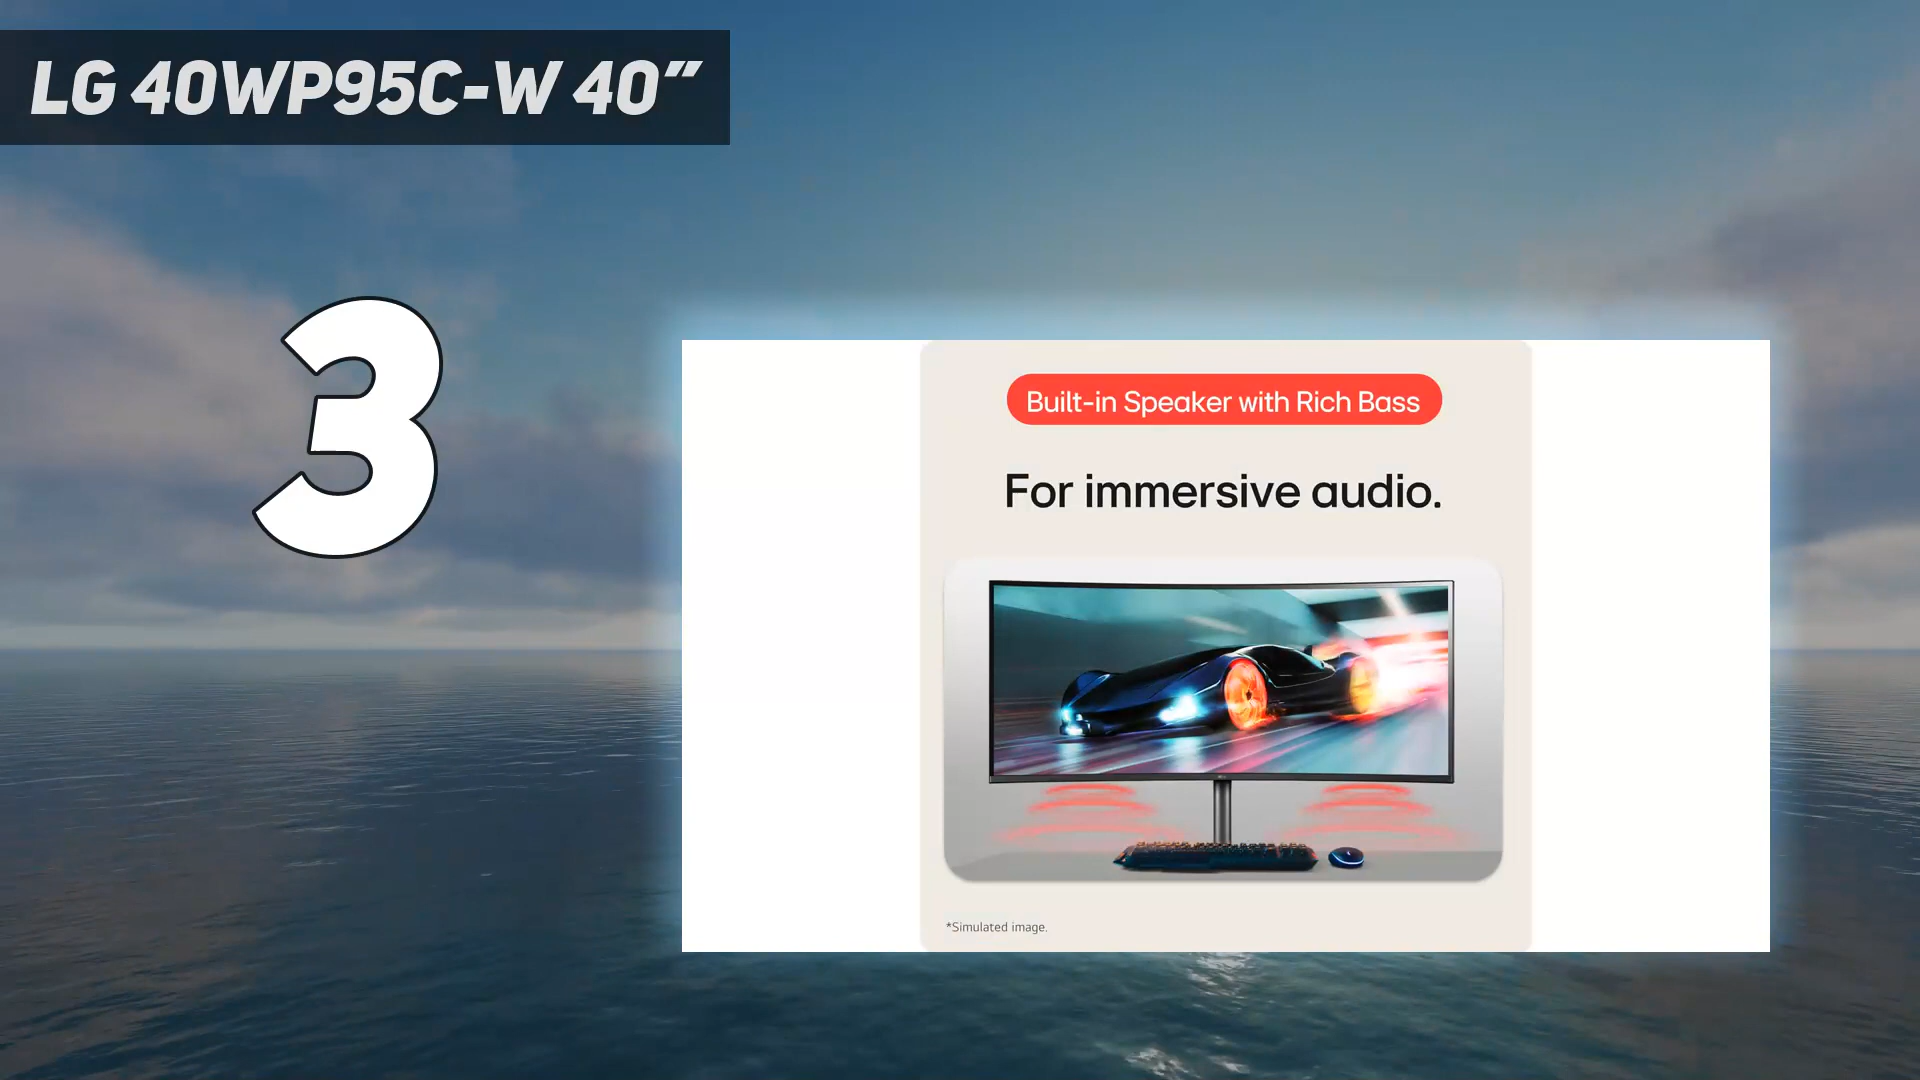 LG 40WP95C-W 40”
3
Built-in Speaker with Rich Bass
For immersive audio.
*Simulated image.